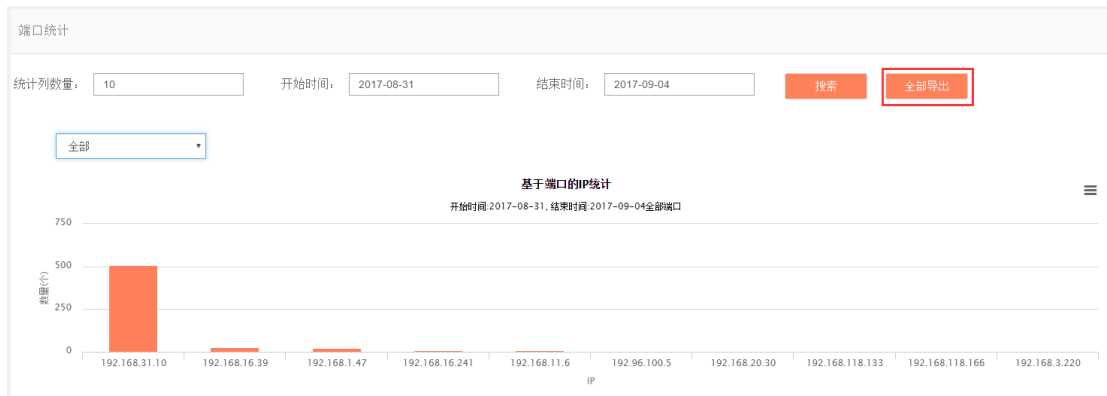 端口统计
统计列数量： 10 开始时间： 2017-08-31 结束时间： 2017-09-04 搜索 全部导出
全部
基于端口的IP统计
开始时间:2017-08-31, 结束时间:2017-09-04全部端口
数量(个)
750
500
250
0
192.168.31.10 192.168.16.39 192.168.1.47 192.168.16.241 192.168.11.6 192.96.100.5 192.168.20.30 192.168.118.133 192.168.118.166 192.168.3.220
IP